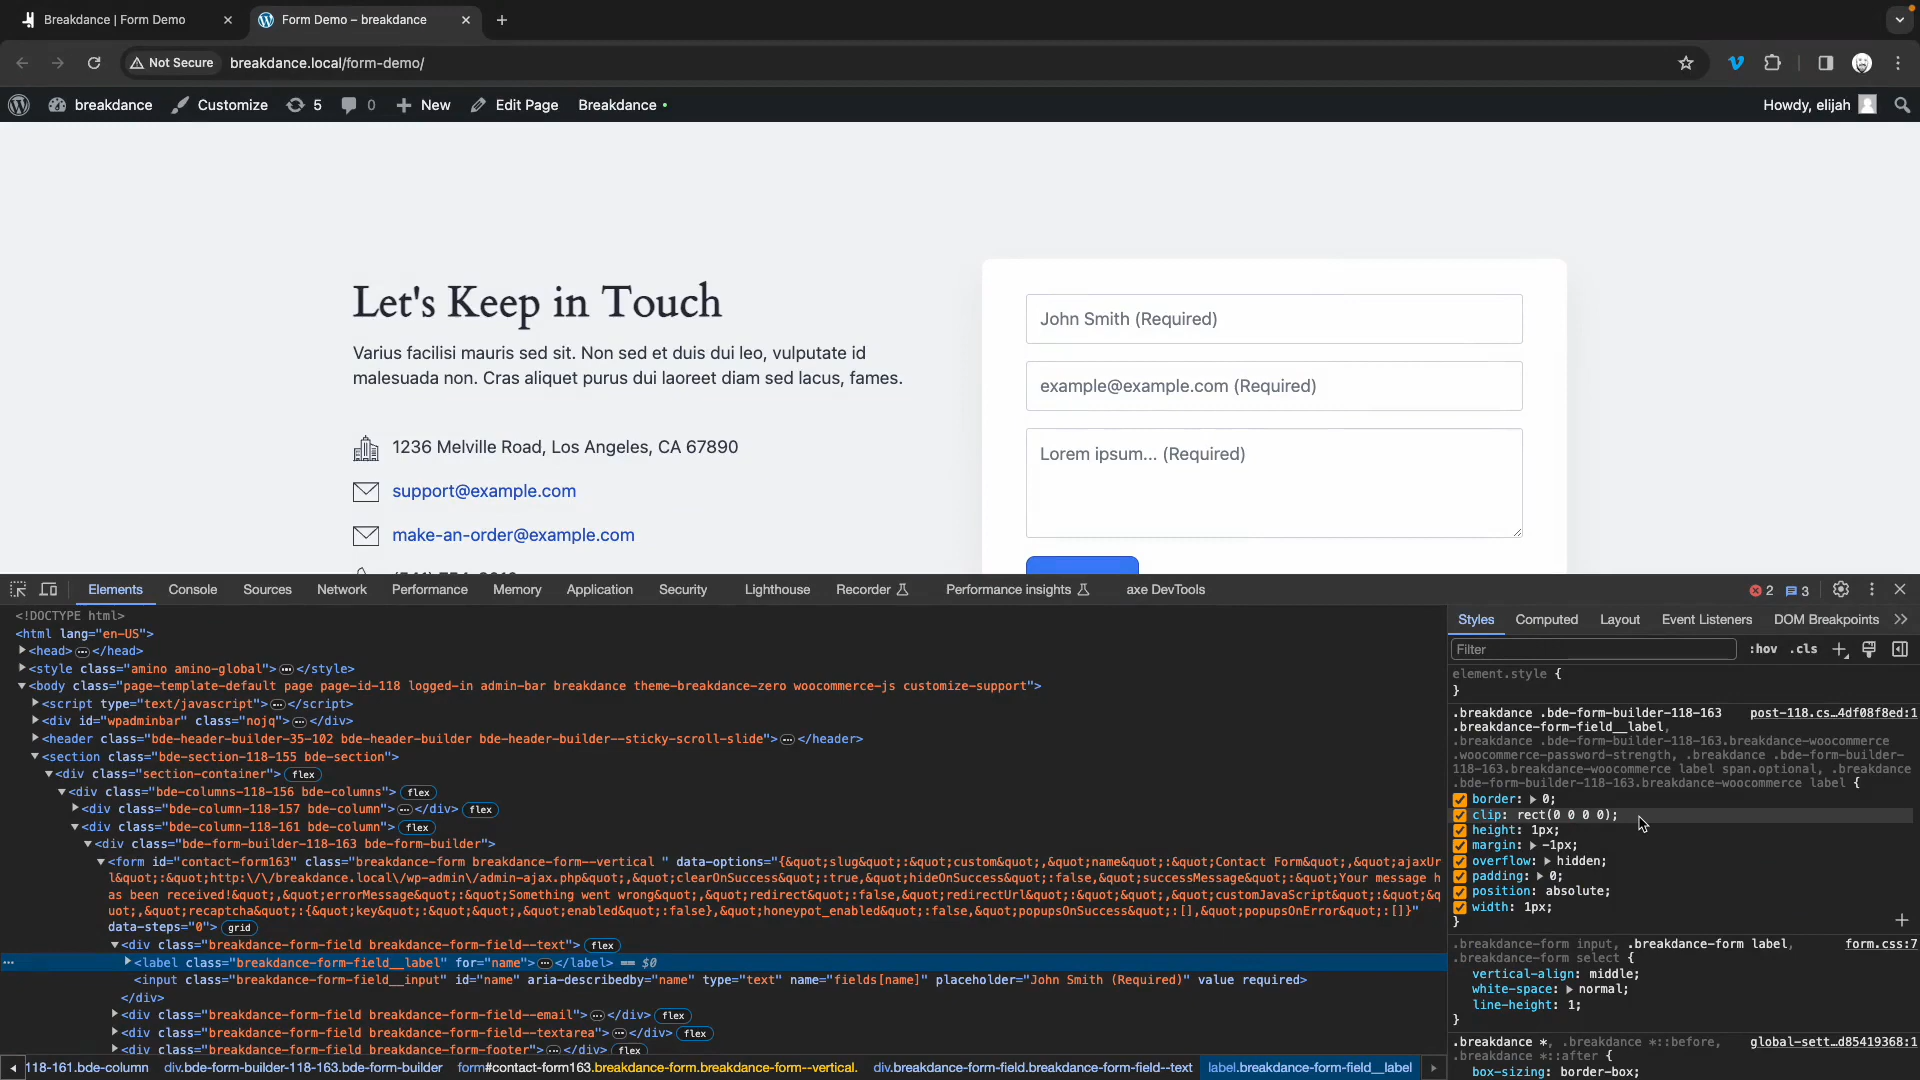 Breakdance | Form Demo
Form Demo – breakdance
Not Secure
breakdance.local/form-demo/
breakdance
Customize
5
0
New
Edit Page
Breakdance
Howdy, elijah
Let's Keep in Touch
Varius facilisi mauris sed sit. Non sed et duis dui leo, vulputate id
malesuada non. Cras aliquet purus dui laoreet diam sed lacus, fames.
1236 Melville Road, Los Angeles, CA 67890
support@example.com
make-an-order@example.com
John Smith (Required)
example@example.com (Required)
Lorem ipsum... (Required)
Elements
Console
Sources
Network
Performance
Memory
Application
Security
Lighthouse
Recorder
Performance insights
axe DevTools
2
3
<!DOCTYPE html>
<html lang="en-US">
<head>⋯</head>
<style class="amino amino-global">⋯</style>
<body class="page-template-default page page-id-118 logged-in admin-bar breakdance theme-breakdance-zero woocommerce-js customize-support">
<script type="text/javascript">⋯</script>
<div id="wpadminbar" class="nojq">⋯</div>
<header class="bde-header-builder-35-102 bde-header-builder bde-header-builder--sticky-scroll-slide">⋯</header>
<section class="bde-section-118-155 bde-section">
<div class="section-container"> flex
<div class="bde-columns-118-156 bde-columns"> flex
<div class="bde-column-118-157 bde-column">⋯</div> flex
<div class="bde-column-118-161 bde-column"> flex
<div class="bde-form-builder-118-163 bde-form-builder">
<form id="contact-form163" class="breakdance-form breakdance-form--vertical " data-options="{&quot;slug&quot;:&quot;custom&quot;,&quot;name&quot;:&quot;Contact Form&quot;,&quot;ajaxUr
l&quot;:&quot;http:\/\/breakdance.local\/wp-admin\/admin-ajax.php&quot;,&quot;clearOnSuccess&quot;:true,&quot;hideOnSuccess&quot;:false,&quot;successMessage&quot;:&quot;Your message h
as been received!&quot;,&quot;errorMessage&quot;:&quot;Something went wrong&quot;,&quot;redirect&quot;:false,&quot;redirectUrl&quot;:&quot;&quot;,&quot;customJavaScript&quot;:&quot;&q
uot;,&quot;recaptcha&quot;:{&quot;key&quot;:&quot;&quot;,&quot;enabled&quot;:false},&quot;honeypot_enabled&quot;:false,&quot;popupsOnSuccess&quot;:[],&quot;popupsOnError&quot;:[]}"
data-steps="0"> grid
<div class="breakdance-form-field breakdance-form-field--text"> flex
<label class="breakdance-form-field__label" for="name">⋯</label> == $0
<input class="breakdance-form-field__input" id="name" aria-describedby="name" type="text" name="fields[name]" placeholder="John Smith (Required)" value required>
</div>
<div class="breakdance-form-field breakdance-form-field--email">⋯</div> flex
<div class="breakdance-form-field breakdance-form-field--textarea">⋯</div> flex
<div class="breakdance-form-field breakdance-form-footer">⋯</div> flex
118-161.bde-column
div.bde-form-builder-118-163.bde-form-builder
form#contact-form163.breakdance-form.breakdance-form--vertical.
div.breakdance-form-field.breakdance-form-field--text
label.breakdance-form-field__label
Styles
Computed
Layout
Event Listeners
DOM Breakpoints
Filter
:hov
.cls
element.style {
}
.breakdance .bde-form-builder-118-163 post-118.cs…4df08f8ed:1
.breakdance-form-field__label,
.breakdance .bde-form-builder-118-163.breakdance-woocommerce
.woocommerce-password-strength, .breakdance .bde-form-builder-
118-163.breakdance-woocommerce label span.optional, .breakdance
.bde-form-builder-118-163.breakdance-woocommerce label {
border: 0;
clip: rect(0 0 0 0);
height: 1px;
margin: -1px;
overflow: hidden;
padding: 0;
position: absolute;
width: 1px;
}
.breakdance-form input, .breakdance-form label, form.css:7
.breakdance-form select {
vertical-align: middle;
white-space: normal;
line-height: 1;
}
.breakdance *, .breakdance *::before, global-sett…d85419368:1
.breakdance *::after {
box-sizing: border-box;